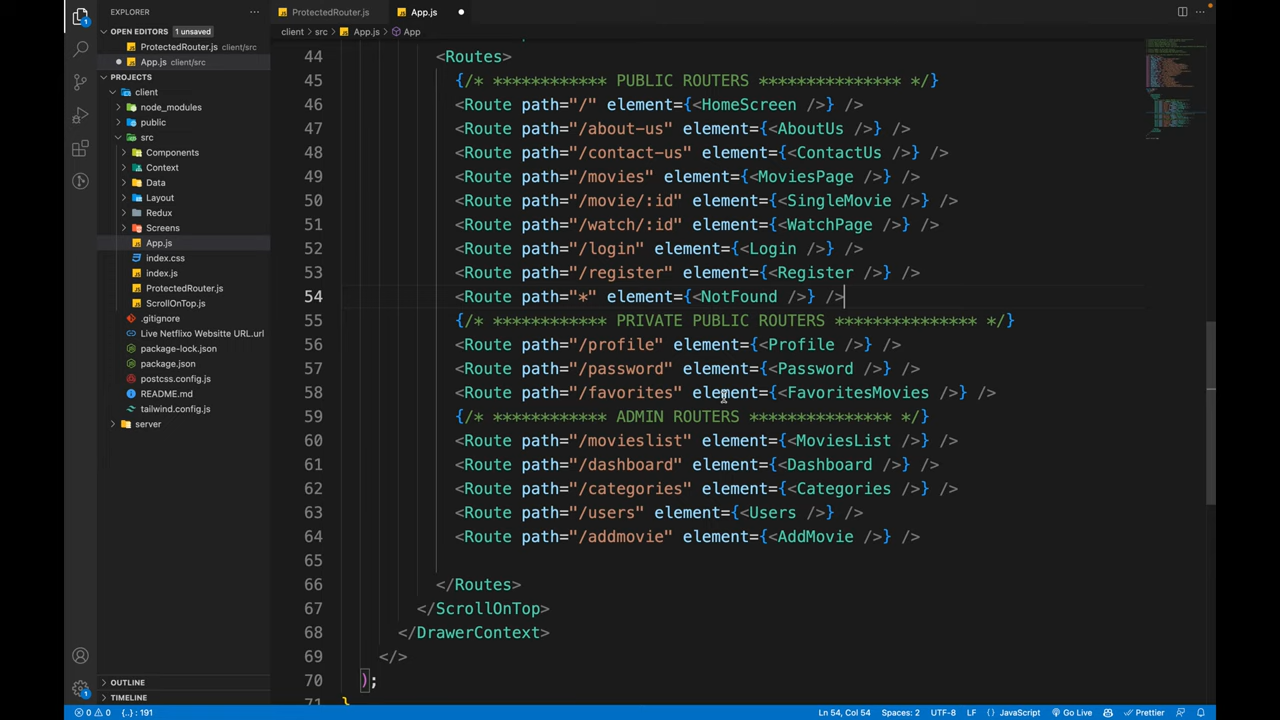 EXPLORER
OPEN EDITORS 1 unsaved
ProtectedRouter.js client/src
App.js client/src
PROJECTS
client
node_modules
public
src
Components
Context
Data
Layout
Redux
Screens
App.js
index.css
index.js
ProtectedRouter.js
ScrollOnTop.js
.gitignore
Live Netflixo Websitte URL.url
package-lock.json
package.json
postcss.config.js
README.md
tailwind.config.js
server
OUTLINE
TIMELINE
ProtectedRouter.js App.js
client > src > App.js > App
44 <Routes>
45 {/* ************ PUBLIC ROUTERS *************** */}
46 <Route path="/" element={<HomeScreen />} />
47 <Route path="/about-us" element={<AboutUs />} />
48 <Route path="/contact-us" element={<ContactUs />} />
49 <Route path="/movies" element={<MoviesPage />} />
50 <Route path="/movie/:id" element={<SingleMovie />} />
51 <Route path="/watch/:id" element={<WatchPage />} />
52 <Route path="/login" element={<Login />} />
53 <Route path="/register" element={<Register />} />
54 <Route path="*" element={<NotFound />} />
55 {/* ************ PRIVATE PUBLIC ROUTERS *************** */}
56 <Route path="/profile" element={<Profile />} />
57 <Route path="/password" element={<Password />} />
58 <Route path="/favorites" element={<FavoritesMovies />} />
59 {/* ************ ADMIN ROUTERS *************** */}
60 <Route path="/movieslist" element={<MoviesList />} />
61 <Route path="/dashboard" element={<Dashboard />} />
62 <Route path="/categories" element={<Categories />} />
63 <Route path="/users" element={<Users />} />
64 <Route path="/addmovie" element={<AddMovie />} />
65
66 </Routes>
67 </ScrollOnTop>
68 </DrawerContext>
69 </>
70 );
71 }
0 0 {..} : 191 Ln 54, Col 54 Spaces: 2 UTF-8 LF {} JavaScript Go Live Prettier